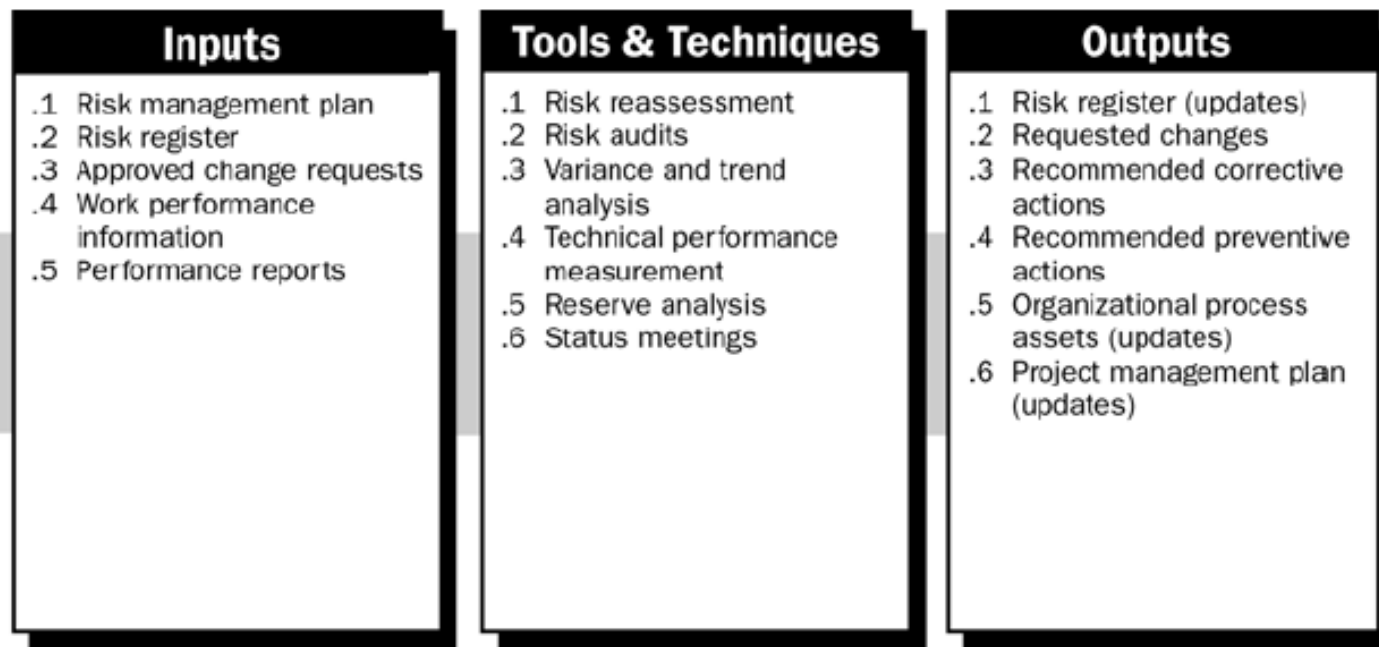 Inputs
.1 Risk management plan
.2 Risk register
.3 Approved change requests
.4 Work performance
information
.5 Performance reports
Tools & Techniques
.1 Risk reassessment
.2 Risk audits
.3 Variance and trend
analysis
.4 Technical performance
measurement
.5 Reserve analysis
.6 Status meetings
Outputs
.1 Risk register (updates)
.2 Requested changes
.3 Recommended corrective
actions
.4 Recommended preventive
actions
.5 Organizational process
assets (updates)
.6 Project management plan
(updates)